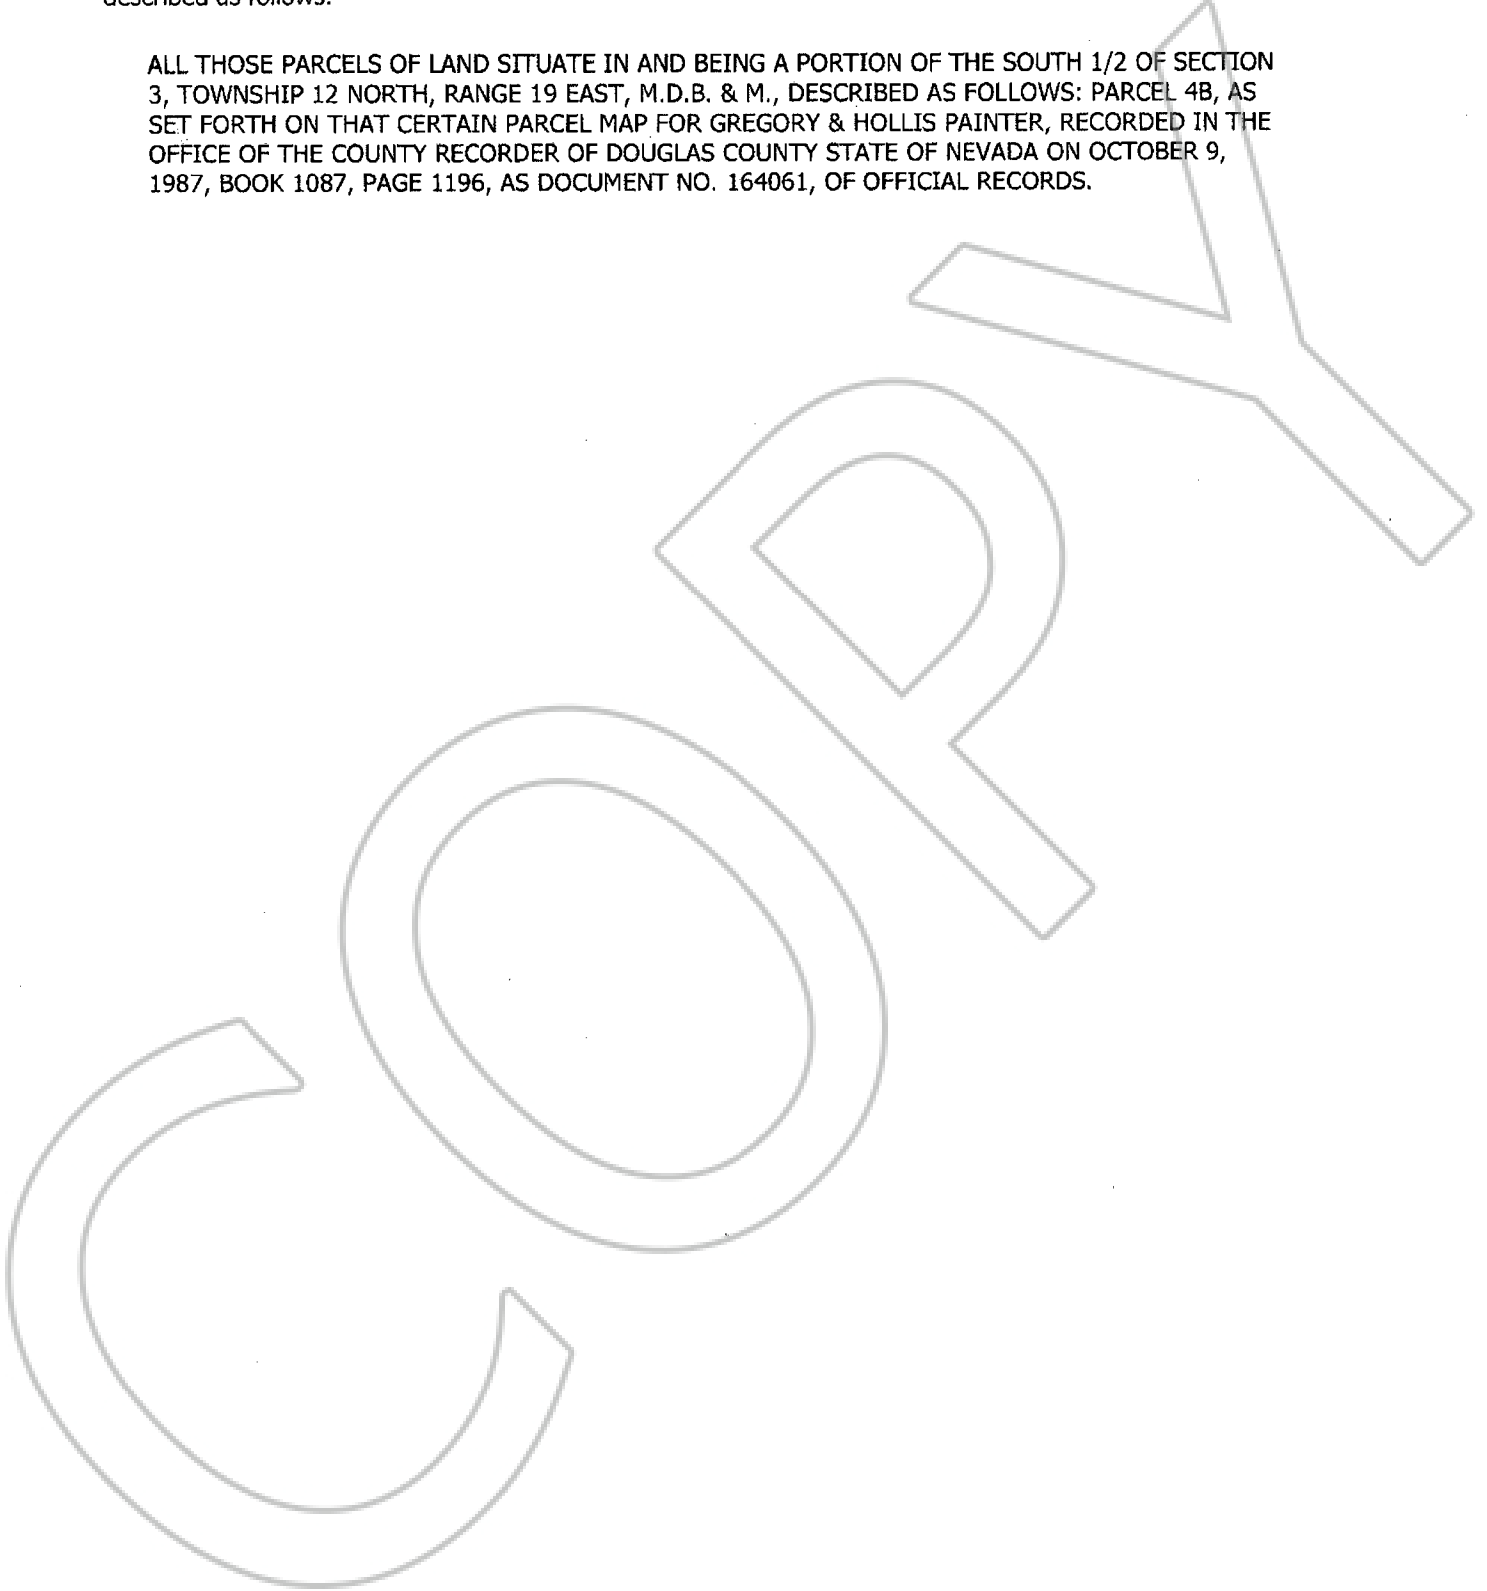 described as follows:
ALL THOSE PARCELS OF LAND SITUATE IN AND BEING A PORTION OF THE SOUTH 1/2 OF SECTION
3, TOWNSHIP 12 NORTH, RANGE 19 EAST, M.D.B. & M., DESCRIBED AS FOLLOWS: PARCEL 4B, AS
SET FORTH ON THAT CERTAIN PARCEL MAP FOR GREGORY & HOLLIS PAINTER, RECORDED IN THE
OFFICE OF THE COUNTY RECORDER OF DOUGLAS COUNTY STATE OF NEVADA ON OCTOBER 9,
1987, BOOK 1087, PAGE 1196, AS DOCUMENT NO. 164061, OF OFFICIAL RECORDS.
COPY